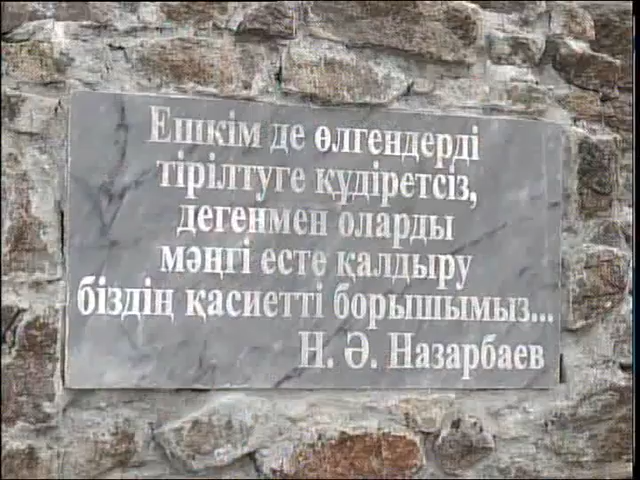 Ешкім де өлгендерді
тірілтуге құдіретсіз,
дегенмен оларды
мәңгі есте қалдыру
біздің қасиетті борышымыз...
Н. Ә. Назарбаев